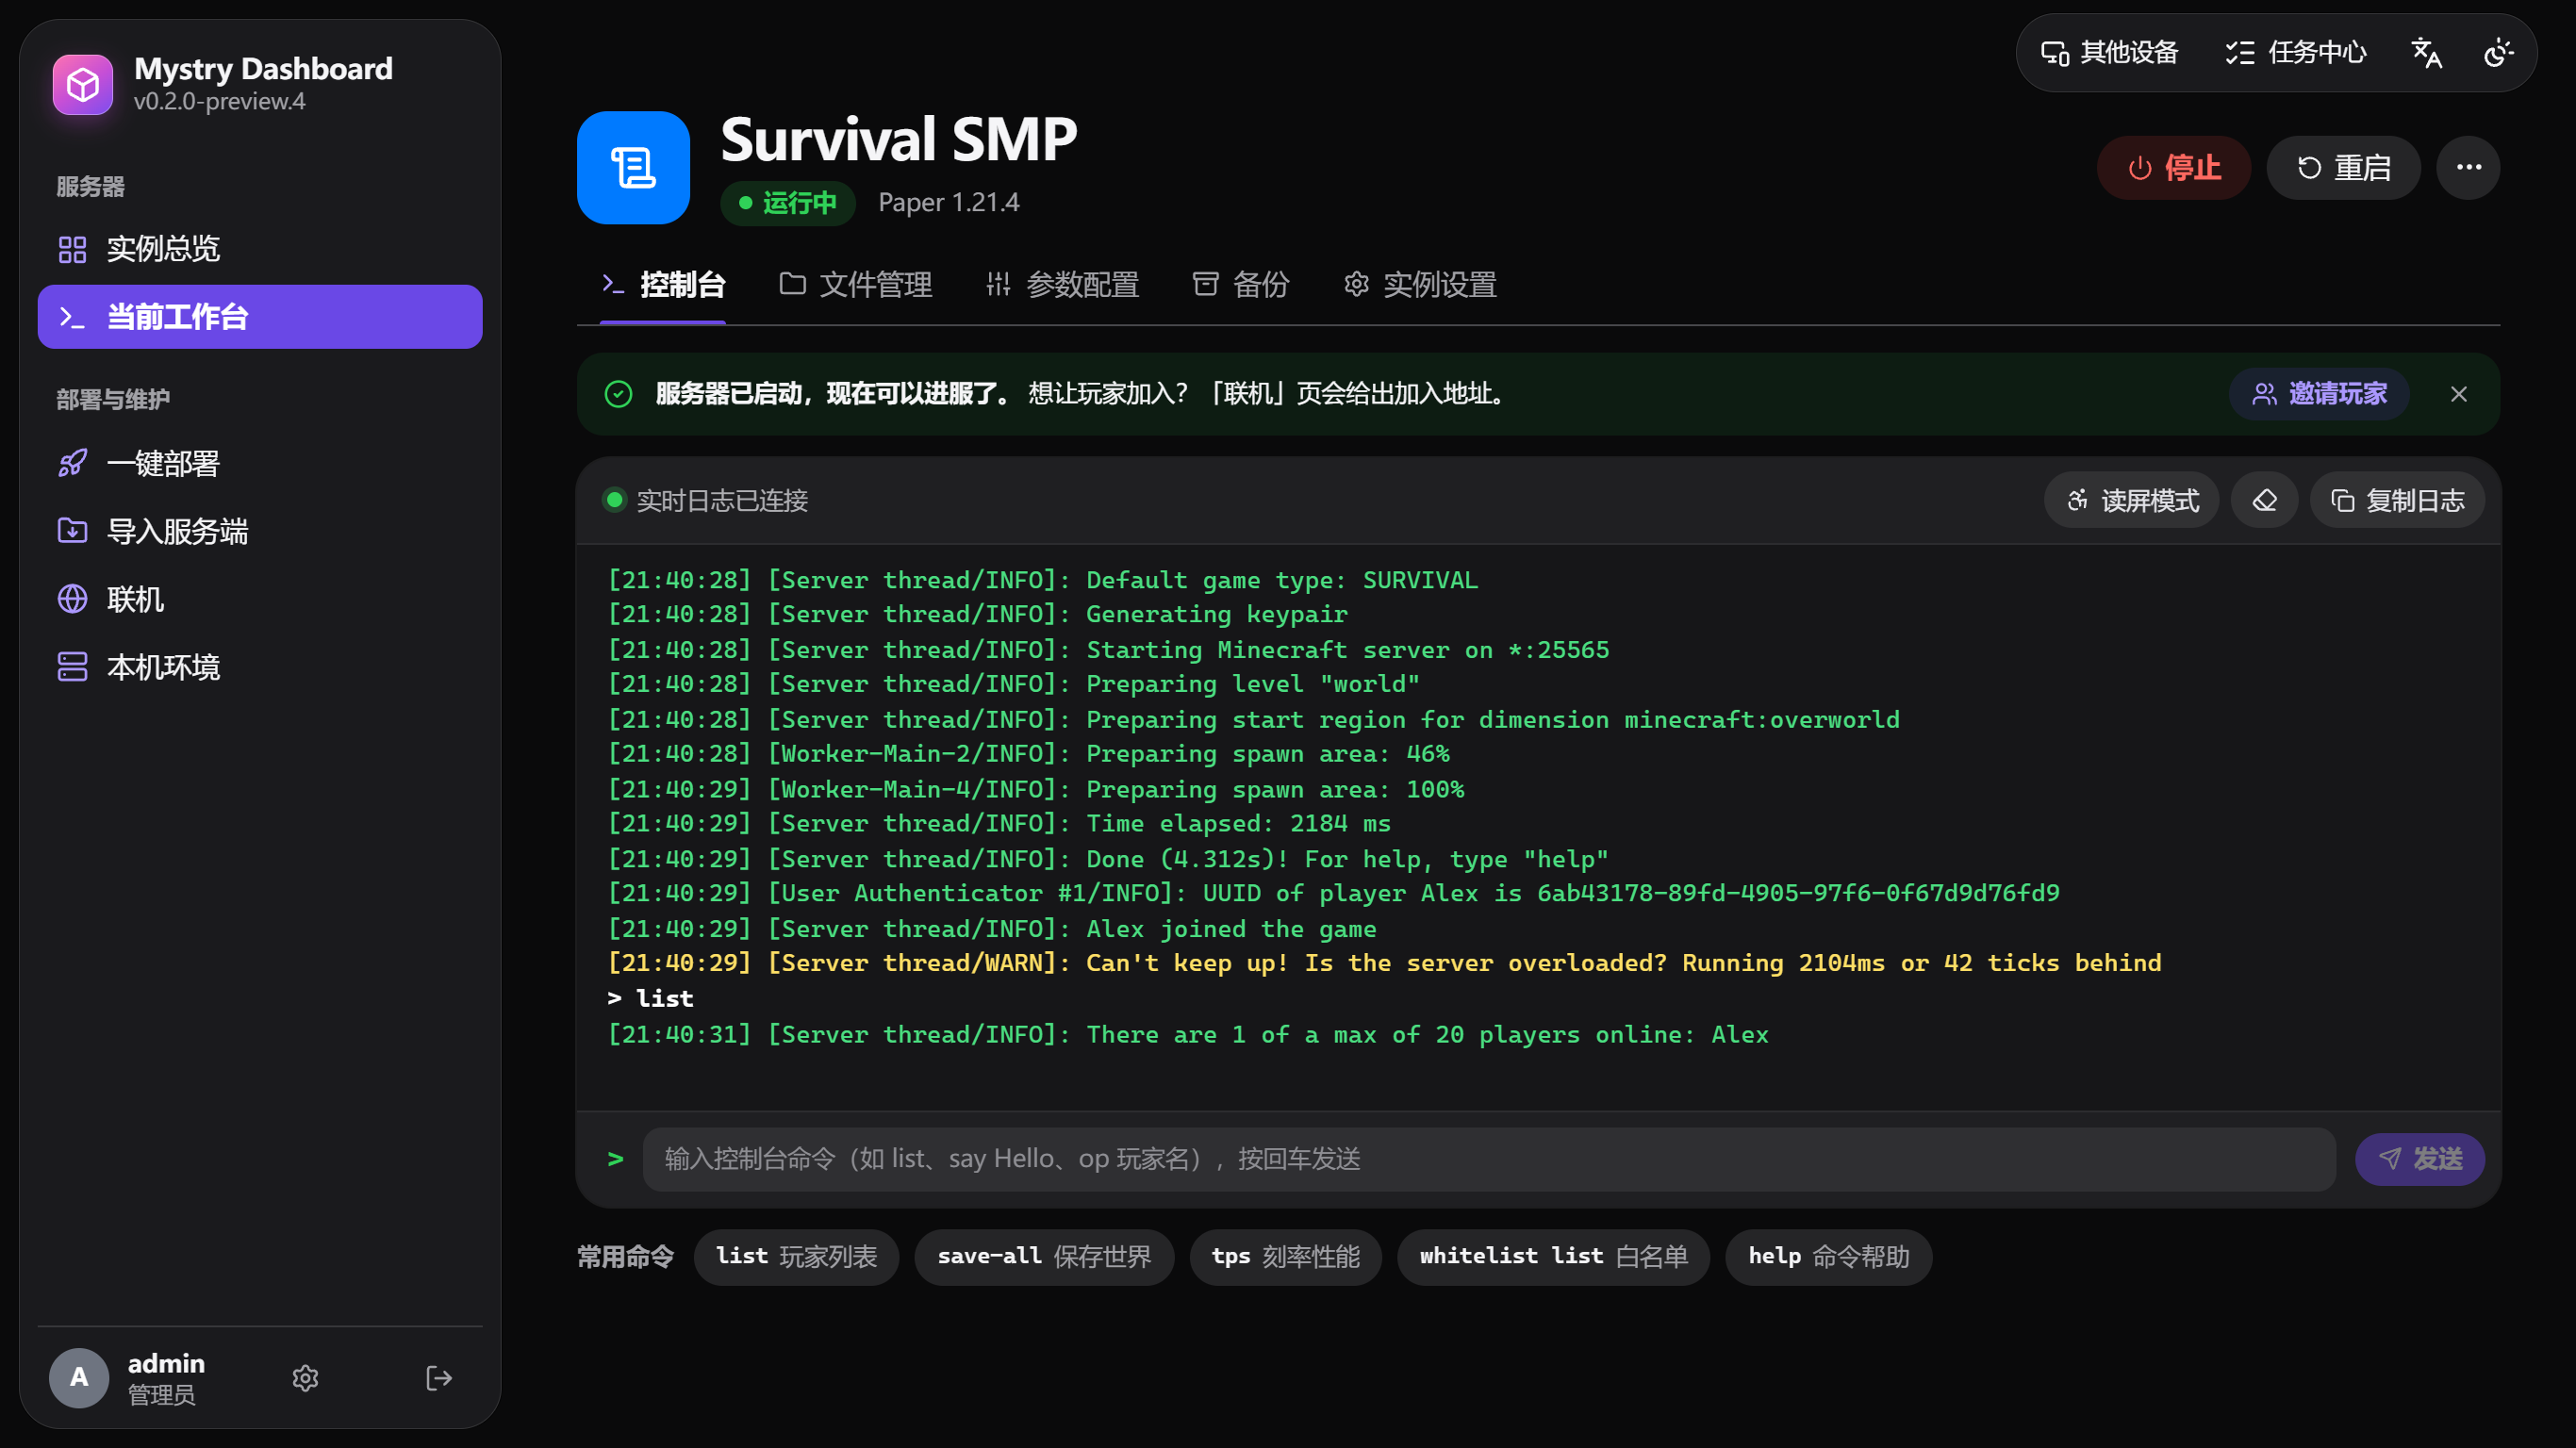 Mystry Dashboard
v0.2.0-preview.4
服务器
实例总览
当前工作台
部署与维护
一键部署
导入服务端
联机
本机环境
A
admin
管理员
其他设备
任务中心
Survival SMP
运行中
Paper 1.21.4
停止
重启
控制台
文件管理
参数配置
备份
实例设置
服务器已启动，现在可以进服了。 想让玩家加入？「联机」页会给出加入地址。
邀请玩家
实时日志已连接
读屏模式
复制日志
[21:40:28] [Server thread/INFO]: Default game type: SURVIVAL
[21:40:28] [Server thread/INFO]: Generating keypair
[21:40:28] [Server thread/INFO]: Starting Minecraft server on *:25565
[21:40:28] [Server thread/INFO]: Preparing level "world"
[21:40:28] [Server thread/INFO]: Preparing start region for dimension minecraft:overworld
[21:40:28] [Worker-Main-2/INFO]: Preparing spawn area: 46%
[21:40:29] [Worker-Main-4/INFO]: Preparing spawn area: 100%
[21:40:29] [Server thread/INFO]: Time elapsed: 2184 ms
[21:40:29] [Server thread/INFO]: Done (4.312s)! For help, type "help"
[21:40:29] [User Authenticator #1/INFO]: UUID of player Alex is 6ab43178-89fd-4905-97f6-0f67d9d76fd9
[21:40:29] [Server thread/INFO]: Alex joined the game
[21:40:29] [Server thread/WARN]: Can't keep up! Is the server overloaded? Running 2104ms or 42 ticks behind
> list
[21:40:31] [Server thread/INFO]: There are 1 of a max of 20 players online: Alex
> 输入控制台命令（如 list、say Hello、op 玩家名），按回车发送
发送
常用命令
list 玩家列表
save-all 保存世界
tps 刻率性能
whitelist list 白名单
help 命令帮助